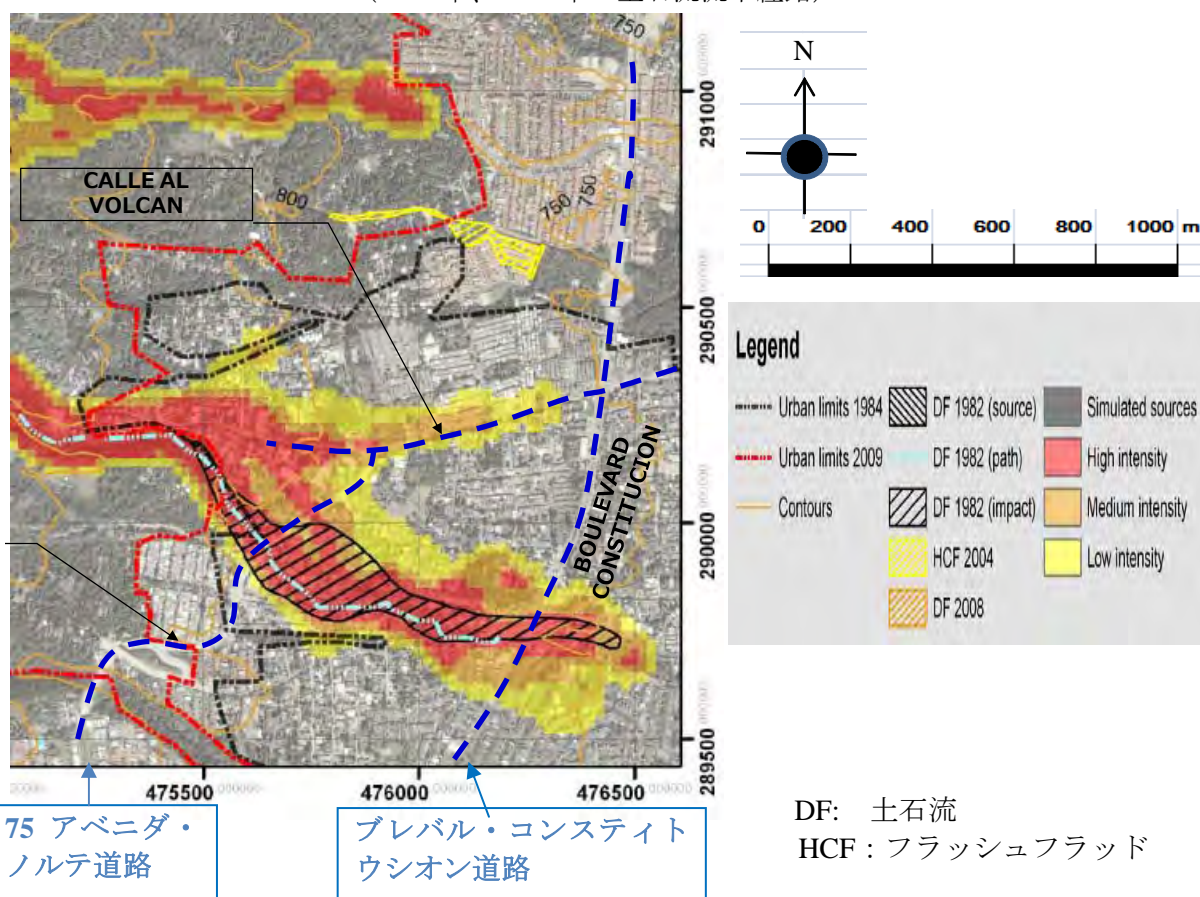 750
N
291000
CALLE AL
VOLCAN
800
750
750
0 200 400 600 800 1000 m
290500
Legend
Urban limits 1984
DF 1982 (source)
Simulated sources
Urban limits 2009
DF 1982 (path)
High intensity
Contours
DF 1982 (impact)
Medium intensity
HCF 2004
Low intensity
DF 2008
BOULEVARD
CONSTITUCION
290000
289500
475500
476000
476500
75 アベニダ・
ノルテ道路
ブレバル・コンスティト
ウシオン道路
DF: 土石流
HCF：フラッシュフラッド